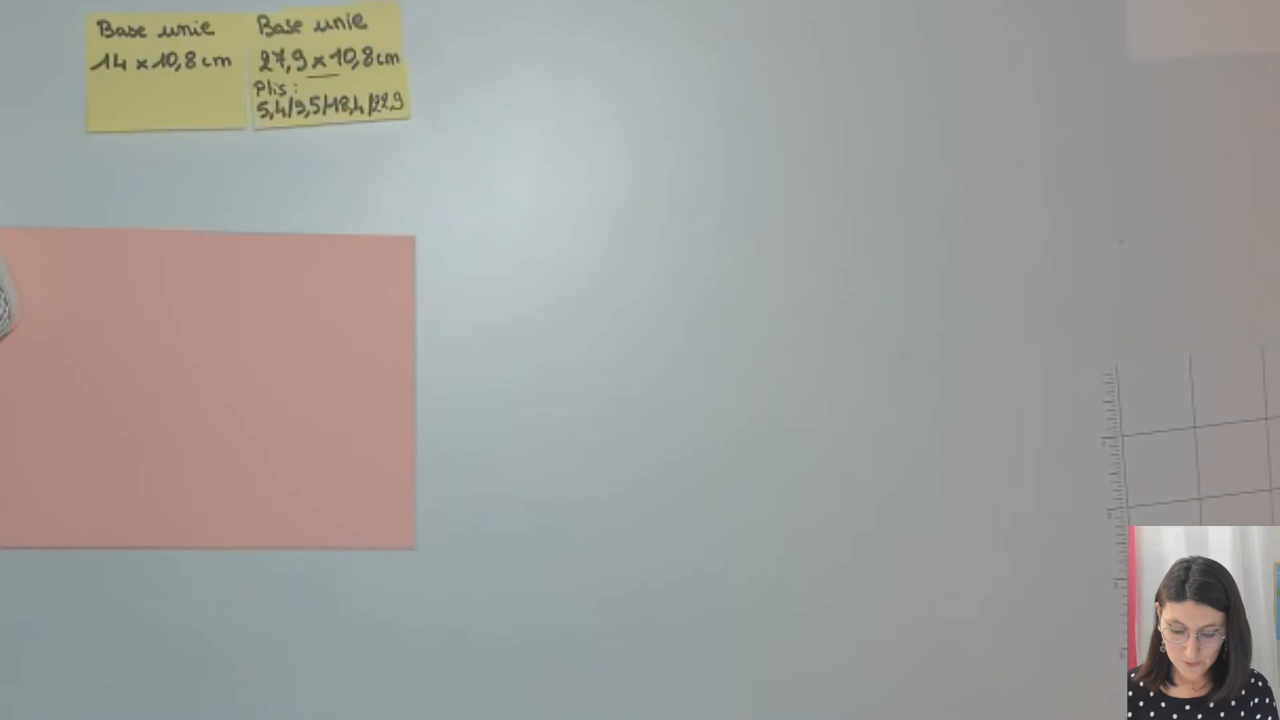 Base unie
14 x 10,8 cm
Base unie
27,9 x 10,8 cm
Plis :
5,4/9,5/18,4/22,9